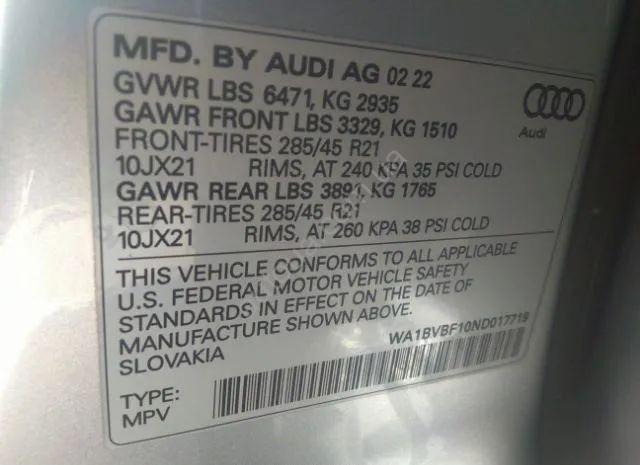 MFD. BY AUDI AG 02 22
GVWR LBS 6471, KG 2935
GAWR FRONT LBS 3329, KG 1510
FRONT-TIRES 285/45 R21
10JX21 RIMS, AT 240 KPA 35 PSI COLD
GAWR REAR LBS 3891, KG 1765
REAR-TIRES 285/45 R21
10JX21 RIMS, AT 260 KPA 38 PSI COLD
Audi
THIS VEHICLE CONFORMS TO ALL APPLICABLE
U.S. FEDERAL MOTOR VEHICLE SAFETY
STANDARDS IN EFFECT ON THE DATE OF
MANUFACTURE SHOWN ABOVE.
SLOVAKIA
WA1BVBF10ND017719
TYPE:
MPV